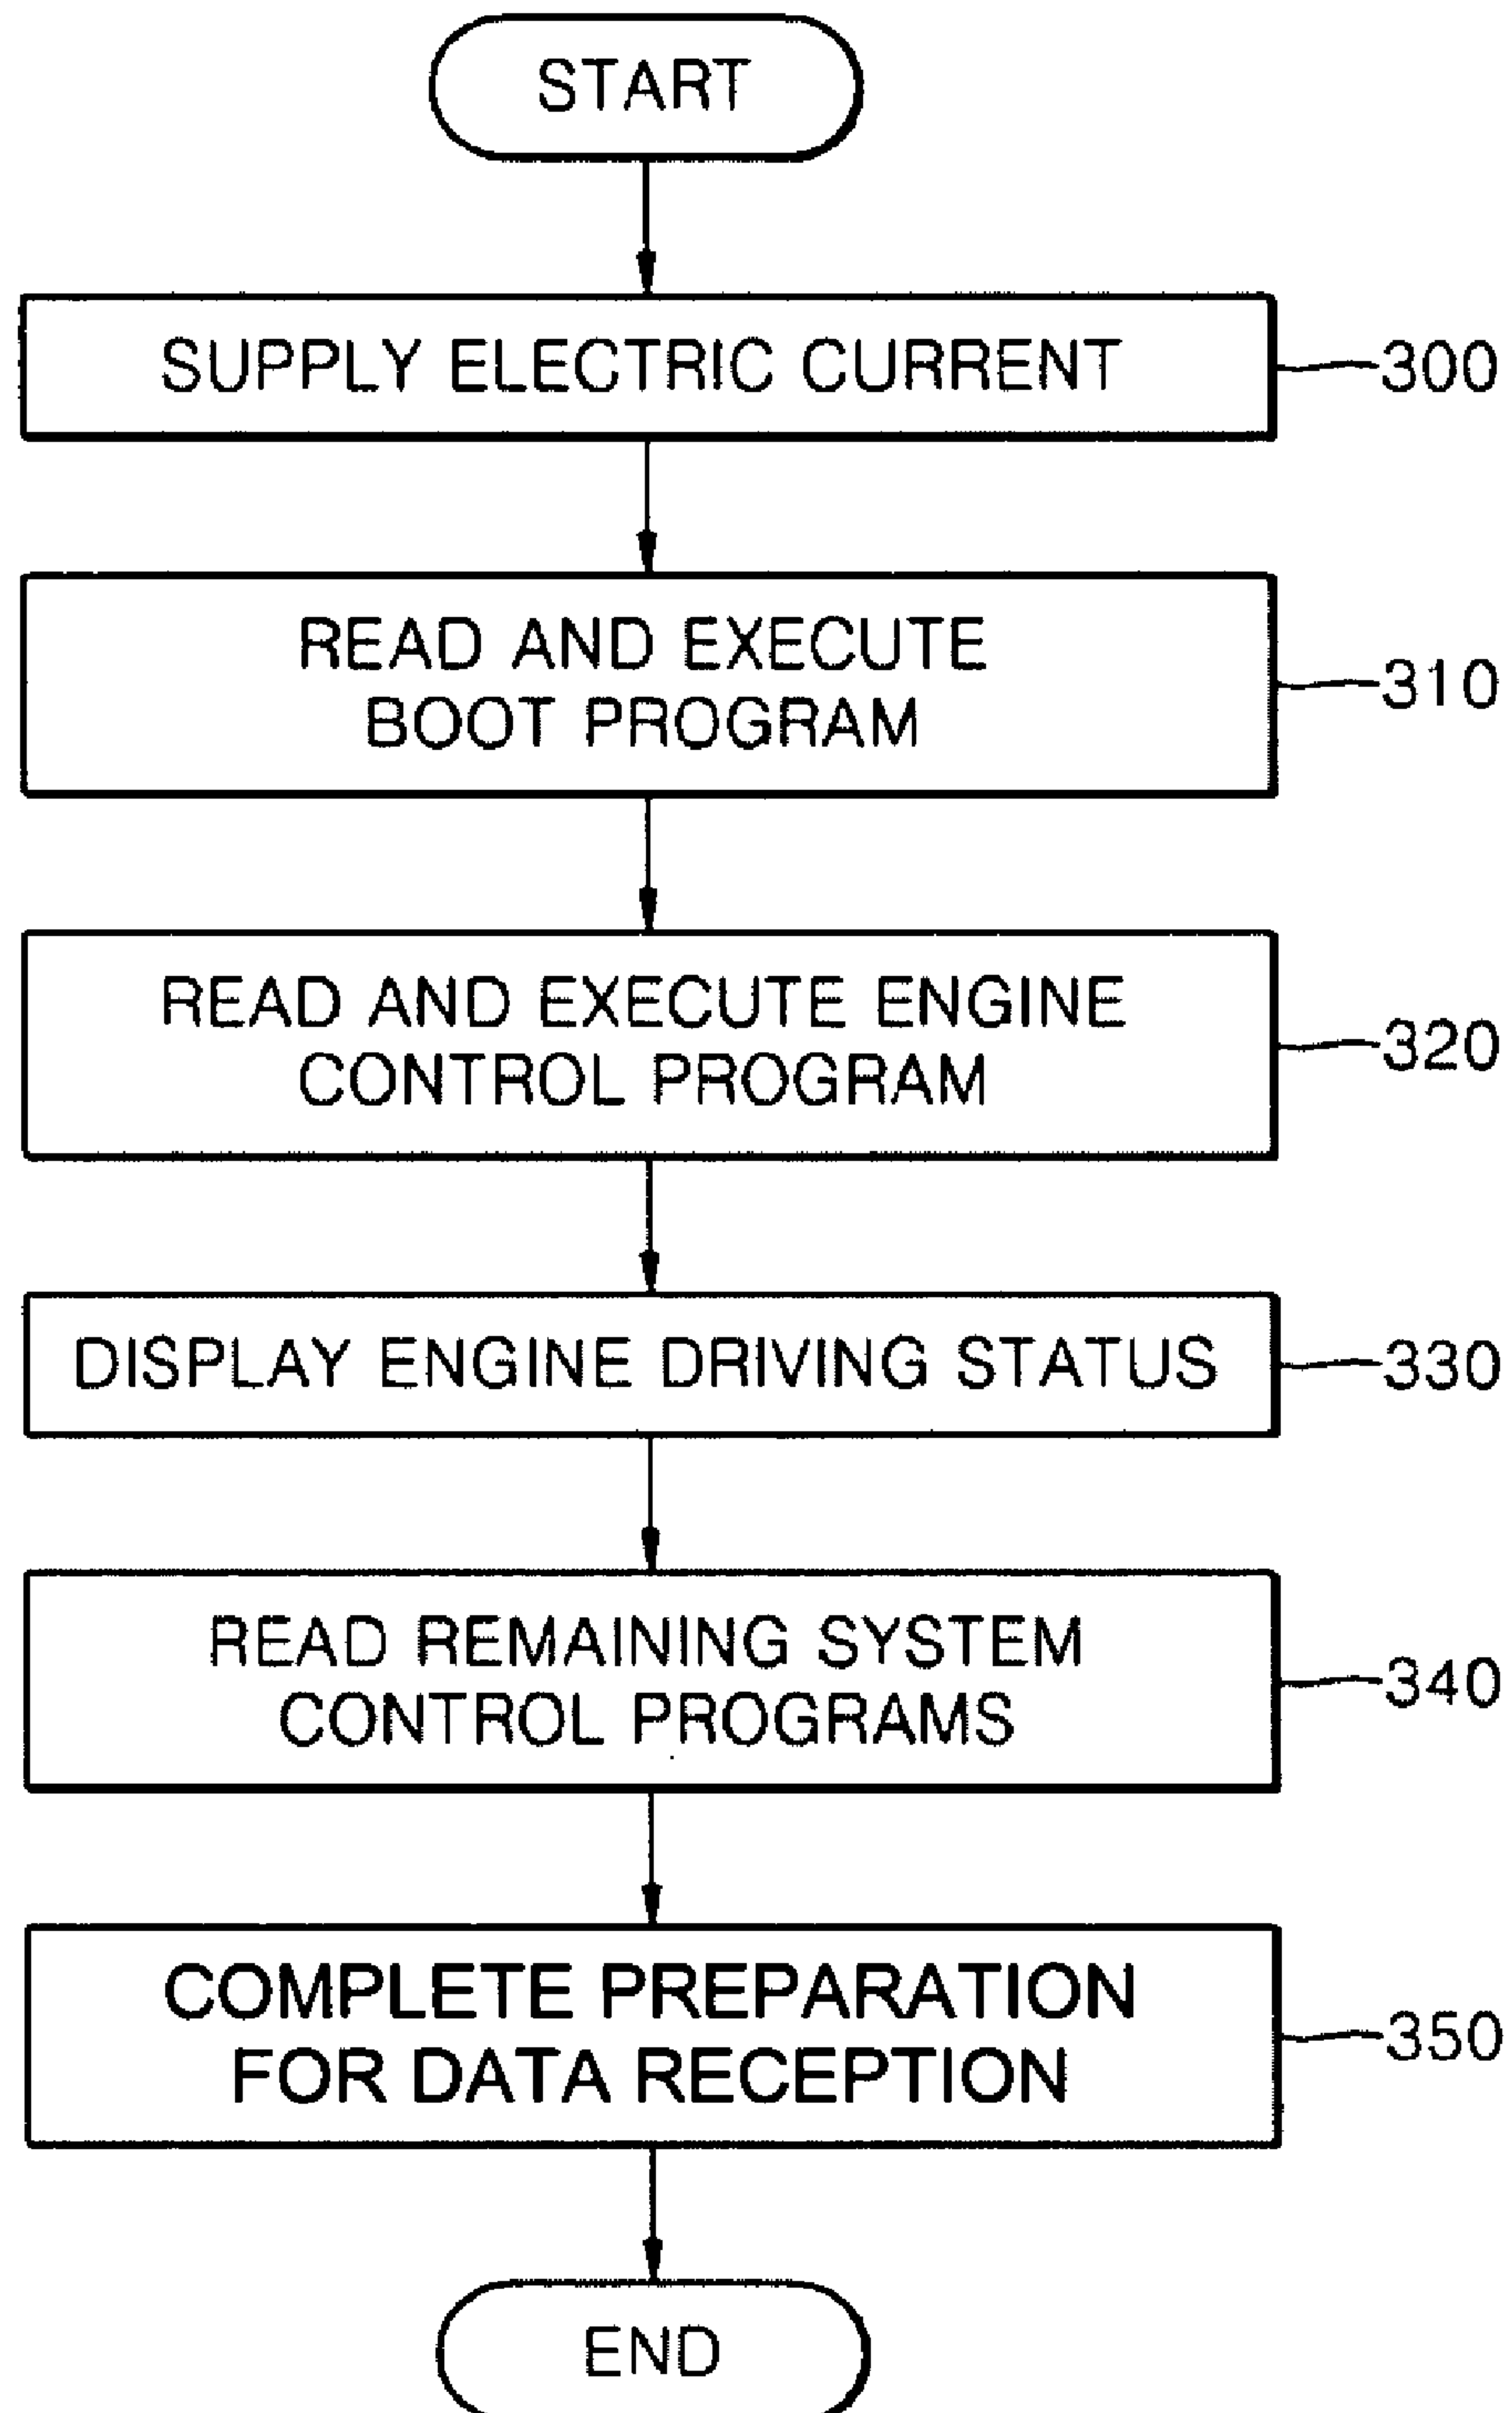 START
SUPPLY ELECTRIC CURRENT
300
READ AND EXECUTE
BOOT PROGRAM
310
READ AND EXECUTE ENGINE
CONTROL PROGRAM
320
DISPLAY ENGINE DRIVING STATUS
330
READ REMAINING SYSTEM
CONTROL PROGRAMS
340
COMPLETE PREPARATION
FOR DATA RECEPTION
350
END